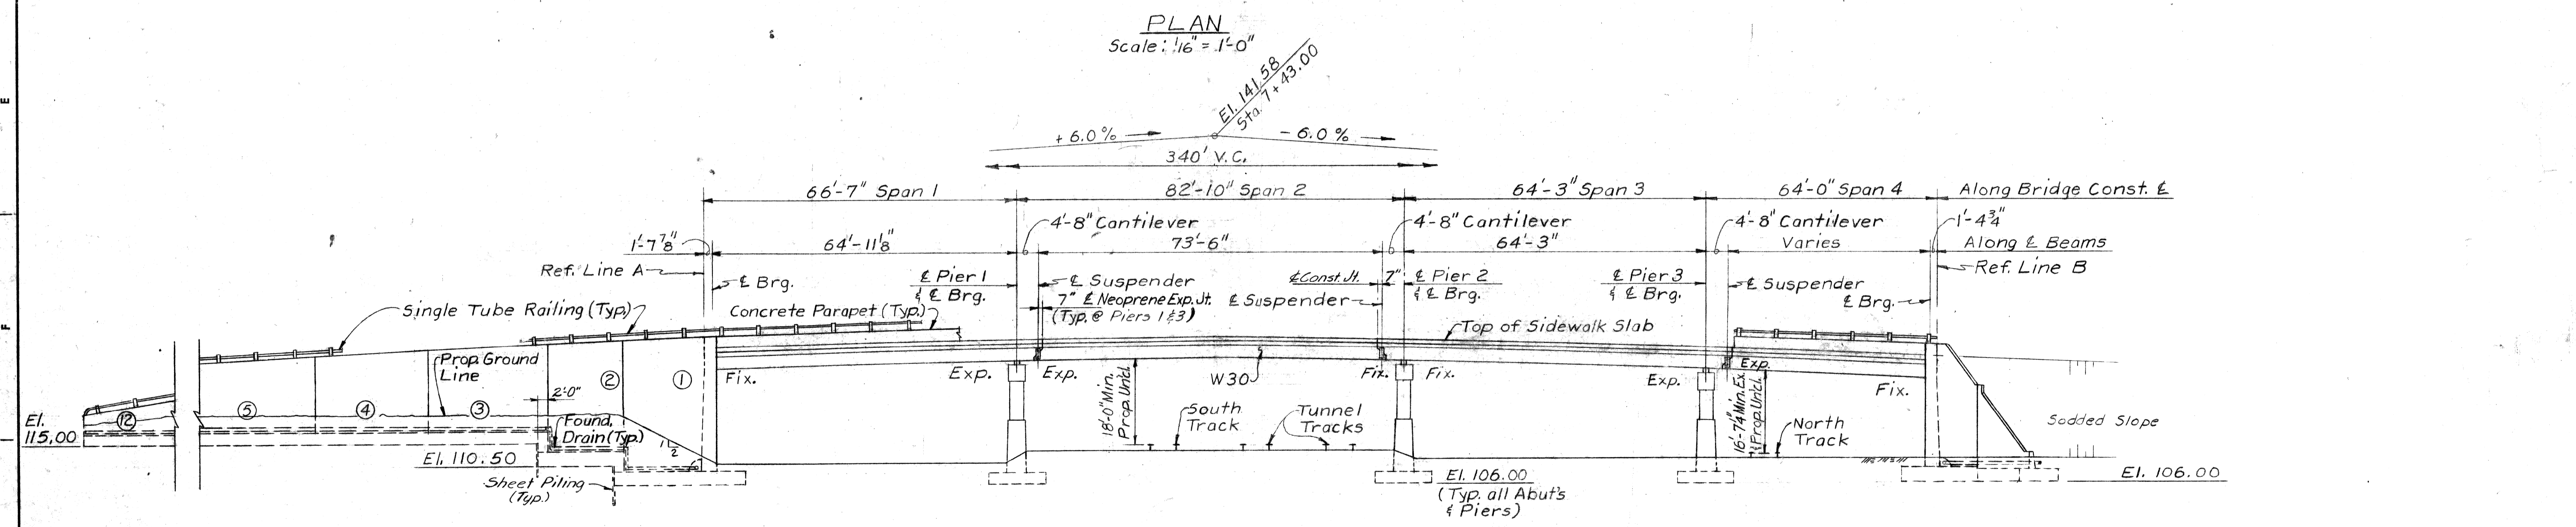 PLAN
Scale: 1/16" = 1'-0"
El. 141.58
Sta. 7+43.00
+6.0%
-6.0%
340' V.C.
66'-7" Span 1
82'-10" Span 2
64'-3" Span 3
64'-0" Span 4
Along Bridge Const. ℄
4'-8" Cantilever
4'-8" Cantilever
4'-8" Cantilever
1'-4¾"
1'-7⅞"
64'-11⅛"
73'-6"
64'-3"
Varies
Along ℄ Beams
Ref. Line A
℄ Brg.
℄ Pier 1
& ℄ Brg.
℄ Suspender
7" ℄ Neoprene Exp. Jt.
(Typ. @ Piers 1 & 3)
℄ Const. Jt.
7"
℄ Suspender
℄ Pier 2
& ℄ Brg.
℄ Pier 3
& ℄ Brg.
℄ Suspender
℄ Brg.
Ref. Line B
Single Tube Railing (Typ.)
Concrete Parapet (Typ.)
Top of Sidewalk Slab
Prop. Ground
Line
Fix.
Exp.
Exp.
W30
Fix.
Fix.
Exp.
Exp.
Fix.
12
5
4
3
2
1
2'-0"
El.
115.00
Found.
Drain (Typ.)
1
1/2
18'-0" Min.
Prop. Uncl.
South
Track
Tunnel
Tracks
16'-7¼" Min. Ex.
& Prop. Uncl.
North
Track
Sodded Slope
El. 110.50
Sheet Piling
(Typ.)
El. 106.00
(Typ. all Abut's
& Piers)
El. 106.00
E
F